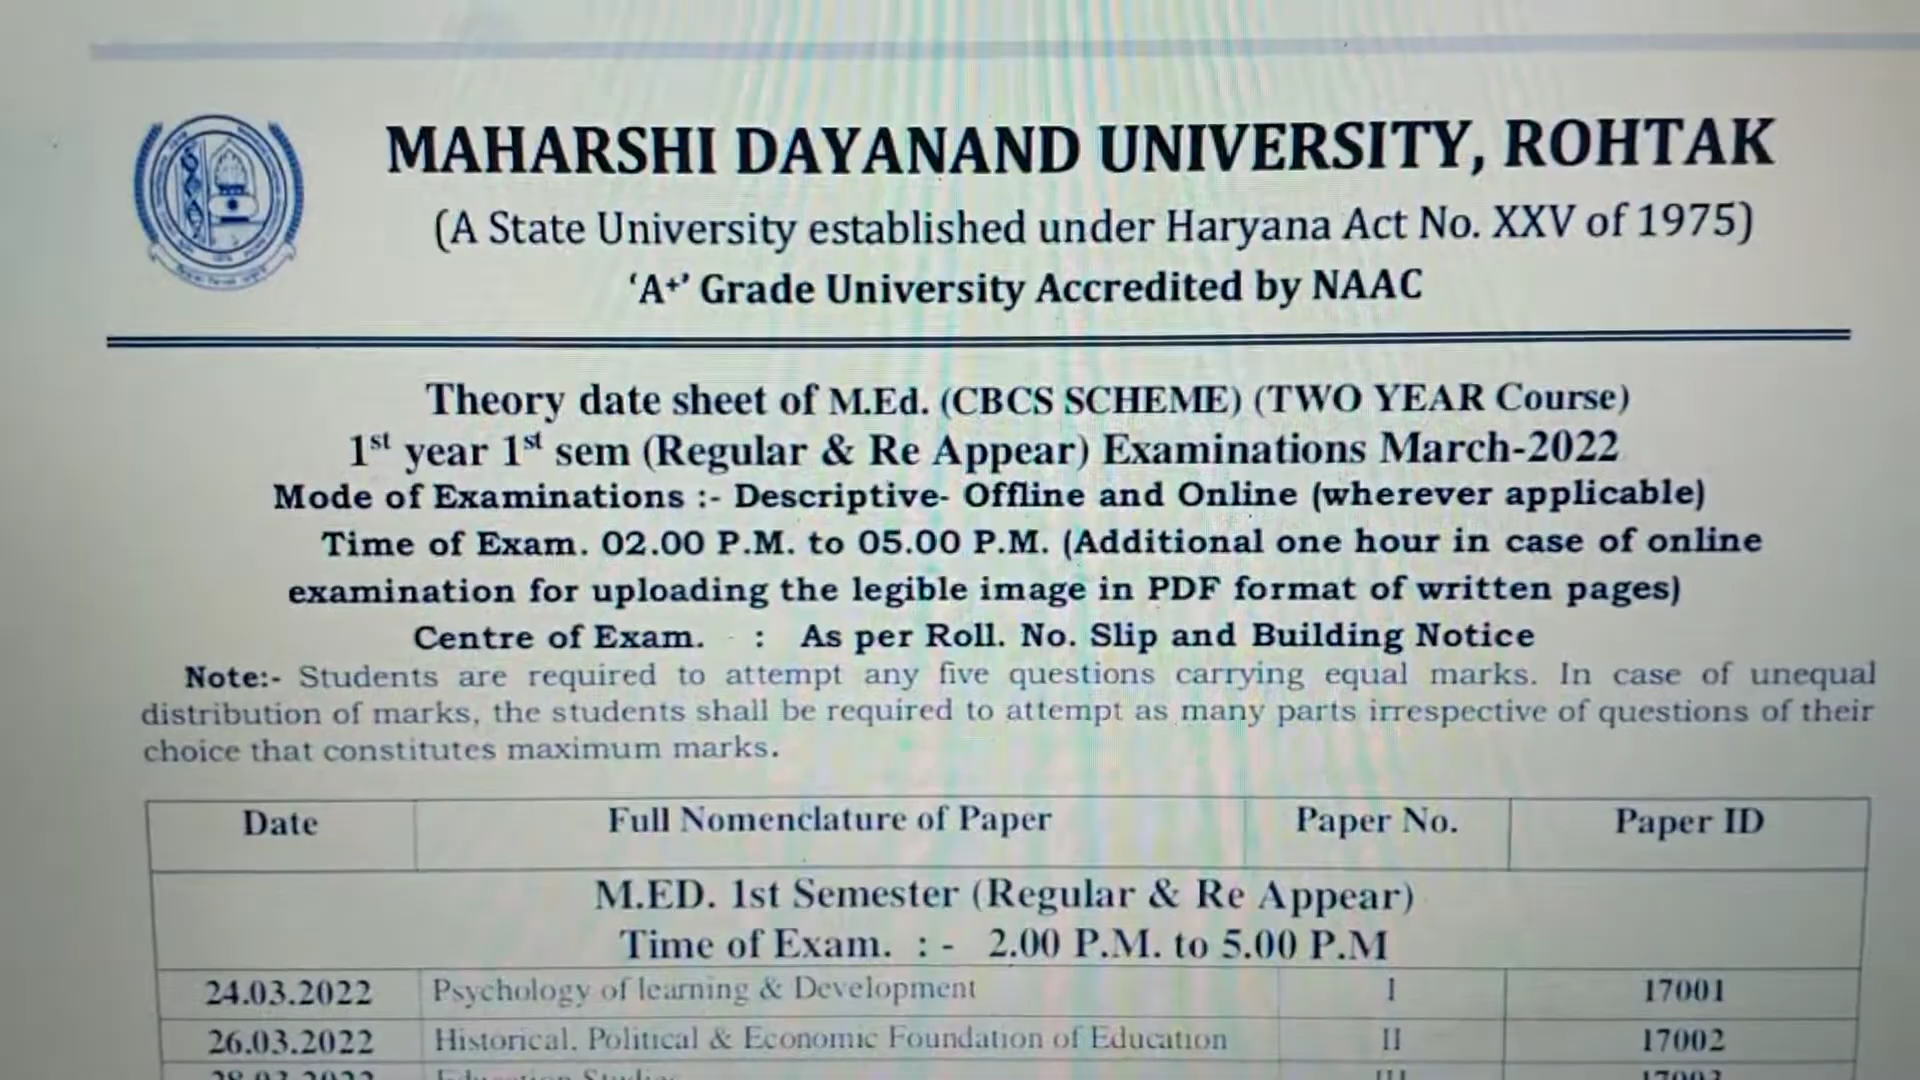 MAHARSHI DAYANAND UNIVERSITY, ROHTAK
(A State University established under Haryana Act No. XXV of 1975)
‘A+’ Grade University Accredited by NAAC
Theory date sheet of M.Ed. (CBCS SCHEME) (TWO YEAR Course)
1st year 1st sem (Regular & Re Appear) Examinations March-2022
Mode of Examinations :- Descriptive- Offline and Online (wherever applicable)
Time of Exam. 02.00 P.M. to 05.00 P.M. (Additional one hour in case of online
examination for uploading the legible image in PDF format of written pages)
Centre of Exam. : As per Roll. No. Slip and Building Notice
Note:- Students are required to attempt any five questions carrying equal marks. In case of unequal
distribution of marks, the students shall be required to attempt as many parts irrespective of questions of their
choice that constitutes maximum marks.
Date Full Nomenclature of Paper Paper No. Paper ID
M.ED. 1st Semester (Regular & Re Appear)
Time of Exam. : - 2.00 P.M. to 5.00 P.M
24.03.2022 Psychology of learning & Development I 17001
26.03.2022 Historical, Political & Economic Foundation of Education II 17002
28.03.2022 Education Studies III 17003